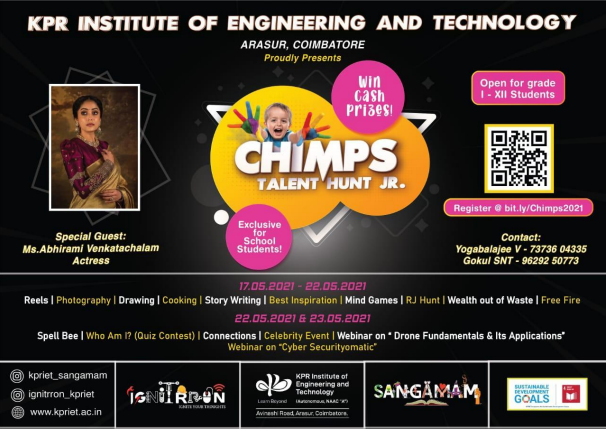 KPR INSTITUTE OF ENGINEERING AND TECHNOLOGY
ARASUR, COIMBATORE
Proudly Presents
Win
Cash
Prizes!
Open for grade
I - XII Students
CHIMPS
TALENT HUNT JR.
Register @ bit.ly/Chimps2021
Exclusive
for
School
Students!
Special Guest:
Ms.Abhirami Venkatachalam
Actress
Contact:
Yogabalajee V - 73736 04335
Gokul SNT - 96292 50773
17.05.2021 - 22.05.2021
Reels | Photography | Drawing | Cooking | Story Writing | Best Inspiration | Mind Games | RJ Hunt | Wealth out of Waste | Free Fire
22.05.2021 & 23.05.2021
Spell Bee | Who Am I? (Quiz Contest) | Connections | Celebrity Event | Webinar on " Drone Fundamentals & Its Applications"
Webinar on "Cyber Securityomatic"
kpriet_sangamam
ignitrron_kpriet
www.kpriet.ac.in
IGNITRRON
IGNITE YOUR THOUGHTS
Learn Beyond
KPR Institute of
Engineering and
Technology
(Autonomous, NAAC "A")
Avinashi Road, Arasur, Coimbatore.
SANGAMAM
SUSTAINABLE
DEVELOPMENT
GOALS